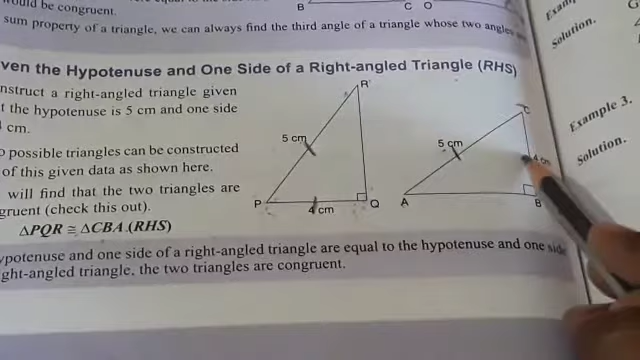 would be congruent.
B C O
sum property of a triangle, we can always find the third angle of a triangle whose two angles
ven the Hypotenuse and One Side of a Right-angled Triangle (RHS)
nstruct a right-angled triangle given
t the hypotenuse is 5 cm and one side
cm.
possible triangles can be constructed
of this given data as shown here.
will find that the two triangles are
gruent (check this out).
ΔPQR ≅ ΔCBA (RHS)
R
5 cm
P
4 cm
Q
C
5 cm
4 cm
A
B
ypotenuse and one side of a right-angled triangle are equal to the hypotenuse and one side
ght-angled triangle, the two triangles are congruent.
Solution.
Example 3.
Solution.